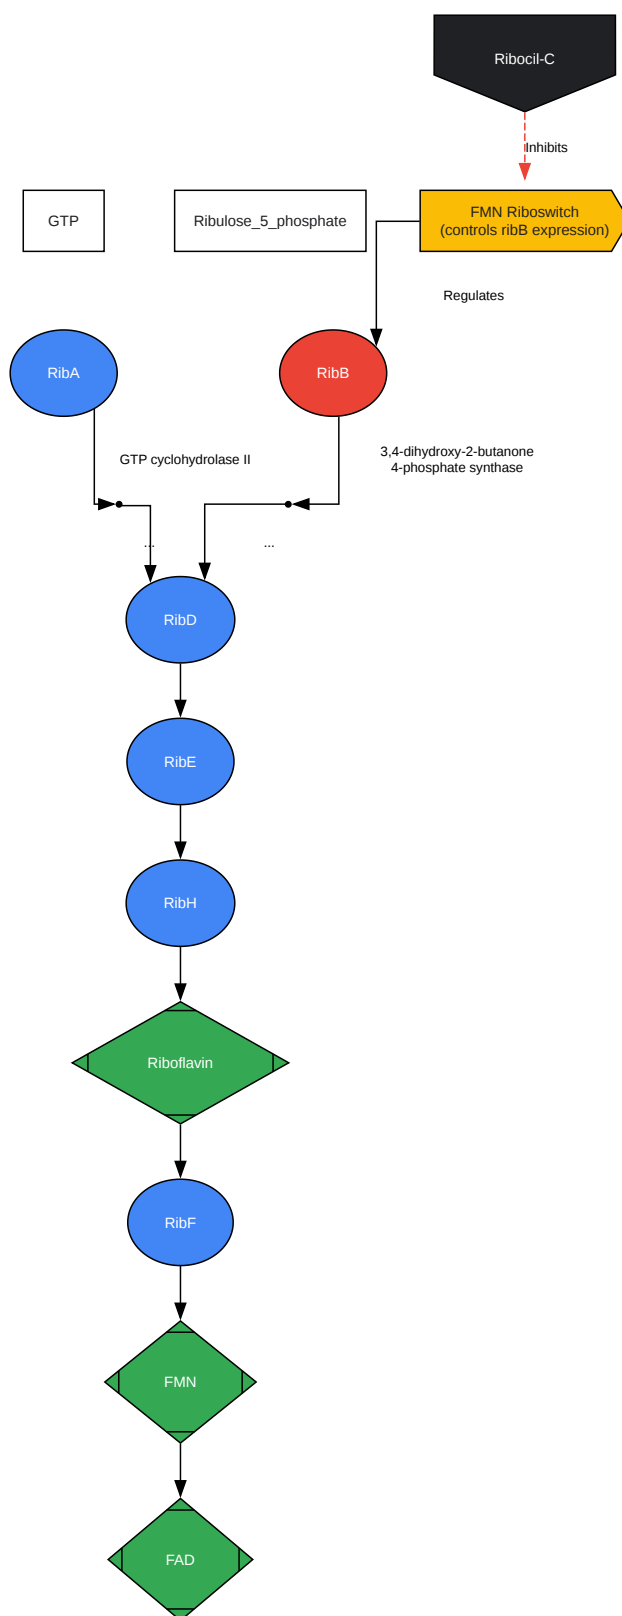 Ribocil-C
Inhibits
GTP
Ribulose_5_phosphate
FMN Riboswitch
(controls ribB expression)
Regulates
RibA
RibB
GTP cyclohydrolase II
3,4-dihydroxy-2-butanone
4-phosphate synthase
...
...
RibD
RibE
RibH
Riboflavin
RibF
FMN
FAD